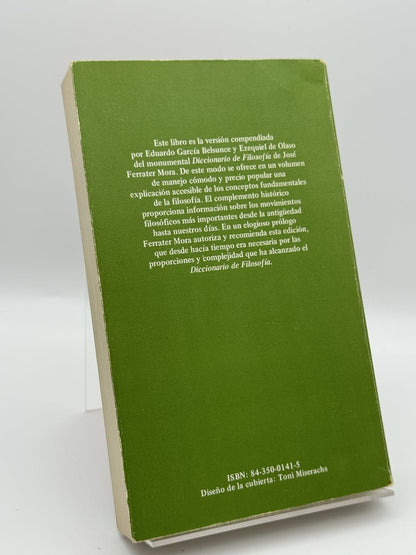 Este libro es la versión compendiada
por Eduardo García Belsunce y Ezequiel de Olaso
del monumental Diccionario de Filosofía de José
Ferrater Mora. De este modo se ofrece en un volumen
de manejo cómodo y precio popular una
explicación accesible de los conceptos fundamentales
de la filosofía. El complemento histórico
proporciona información sobre los movimientos
filosóficos más importantes desde la antigüedad
hasta nuestros días. En un elogioso prólogo
Ferrater Mora autoriza y recomienda esta edición,
que desde hacía tiempo era necesaria por las
proporciones y complejidad que ha alcanzado el
Diccionario de Filosofía.
ISBN: 84-350-0141-5
Diseño de la cubierta: Toni Miserachs